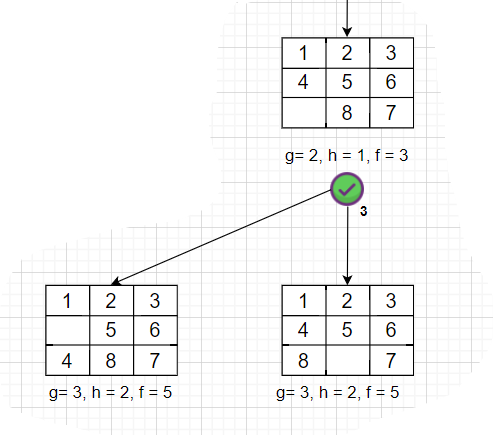 1 2 3
4 5 6
8 7
g= 2, h = 1, f = 3
3
1 2 3
5 6
4 8 7
g= 3, h = 2, f = 5
1 2 3
4 5 6
8 7
g= 3, h = 2, f = 5